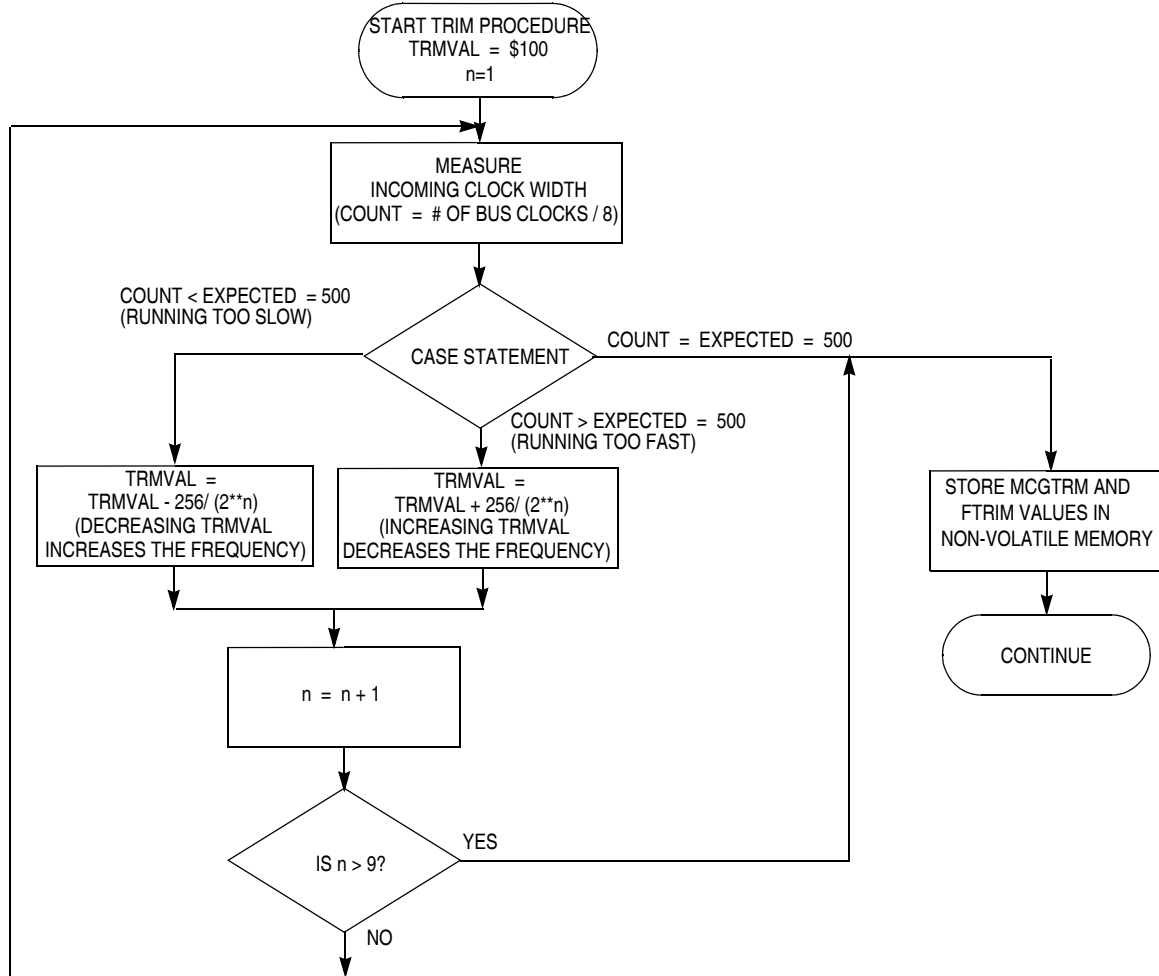 START TRIM PROCEDURE
TRMVAL = $100
n=1
MEASURE
INCOMING CLOCK WIDTH
(COUNT = # OF BUS CLOCKS / 8)
COUNT < EXPECTED = 500
(RUNNING TOO SLOW)
CASE STATEMENT
COUNT = EXPECTED = 500
COUNT > EXPECTED = 500
(RUNNING TOO FAST)
TRMVAL =
TRMVAL - 256/ (2**n)
(DECREASING TRMVAL
INCREASES THE FREQUENCY)
TRMVAL =
TRMVAL + 256/ (2**n)
(INCREASING TRMVAL
DECREASES THE FREQUENCY)
STORE MCGTRM AND
FTRIM VALUES IN
NON-VOLATILE MEMORY
CONTINUE
n = n + 1
IS n > 9?
YES
NO